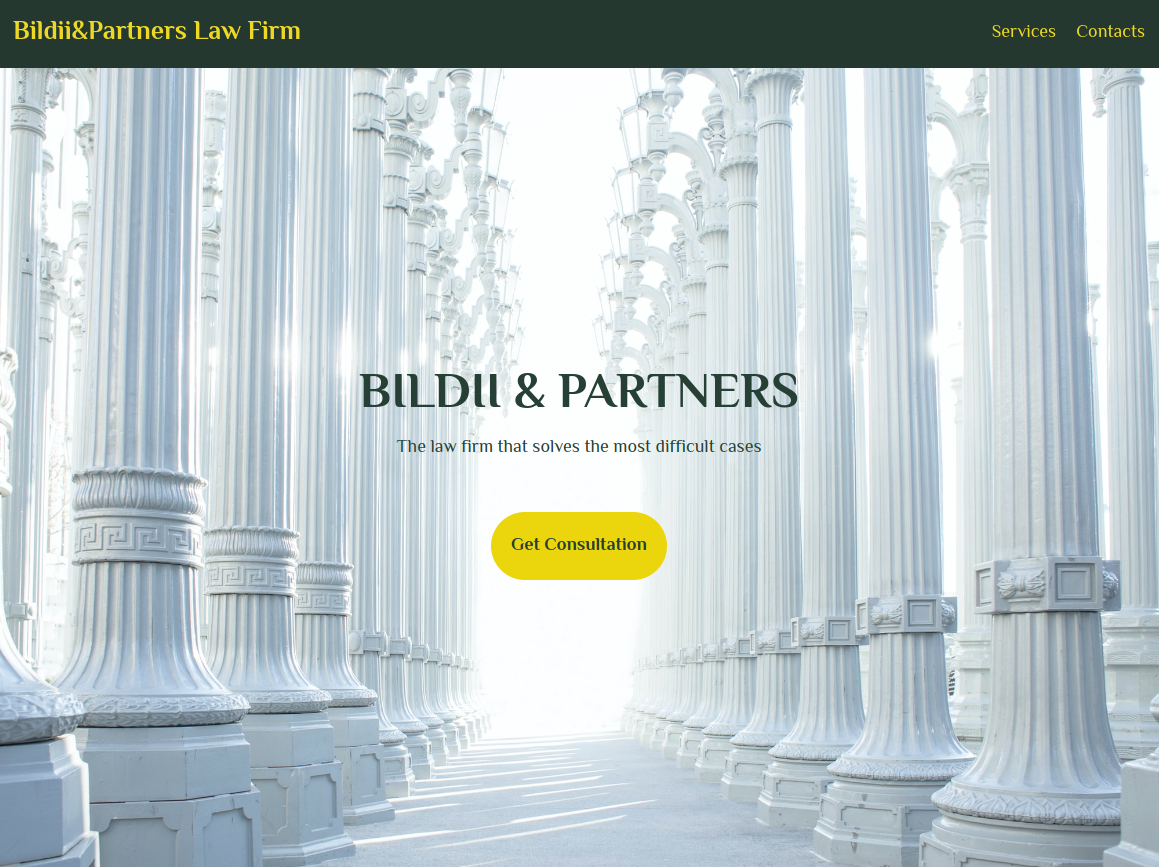 Bildii&Partners Law Firm
Services
Contacts
BILDII & PARTNERS
The law firm that solves the most difficult cases
Get Consultation